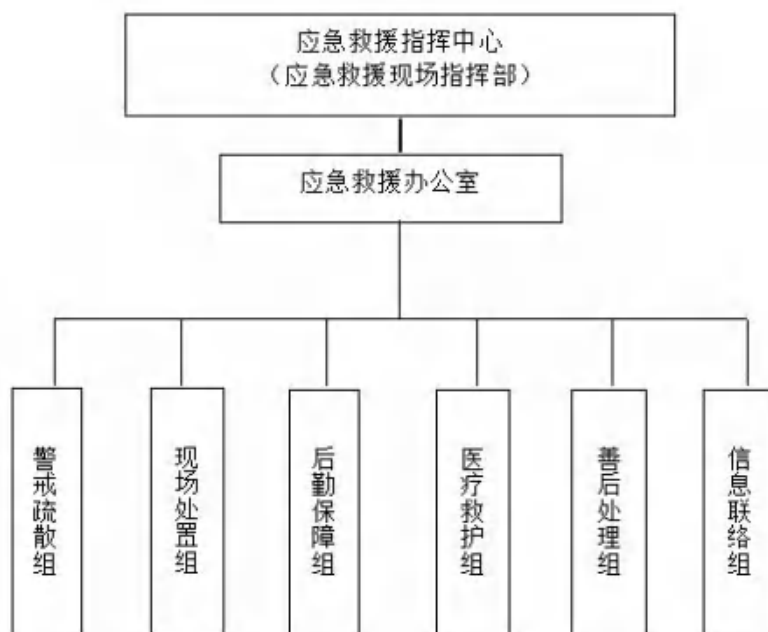 应急救援指挥中心
（应急救援现场指挥部）
应急救援办公室
警戒疏散组
现场处置组
后勤保障组
医疗救护组
善后处理组
信息联络组